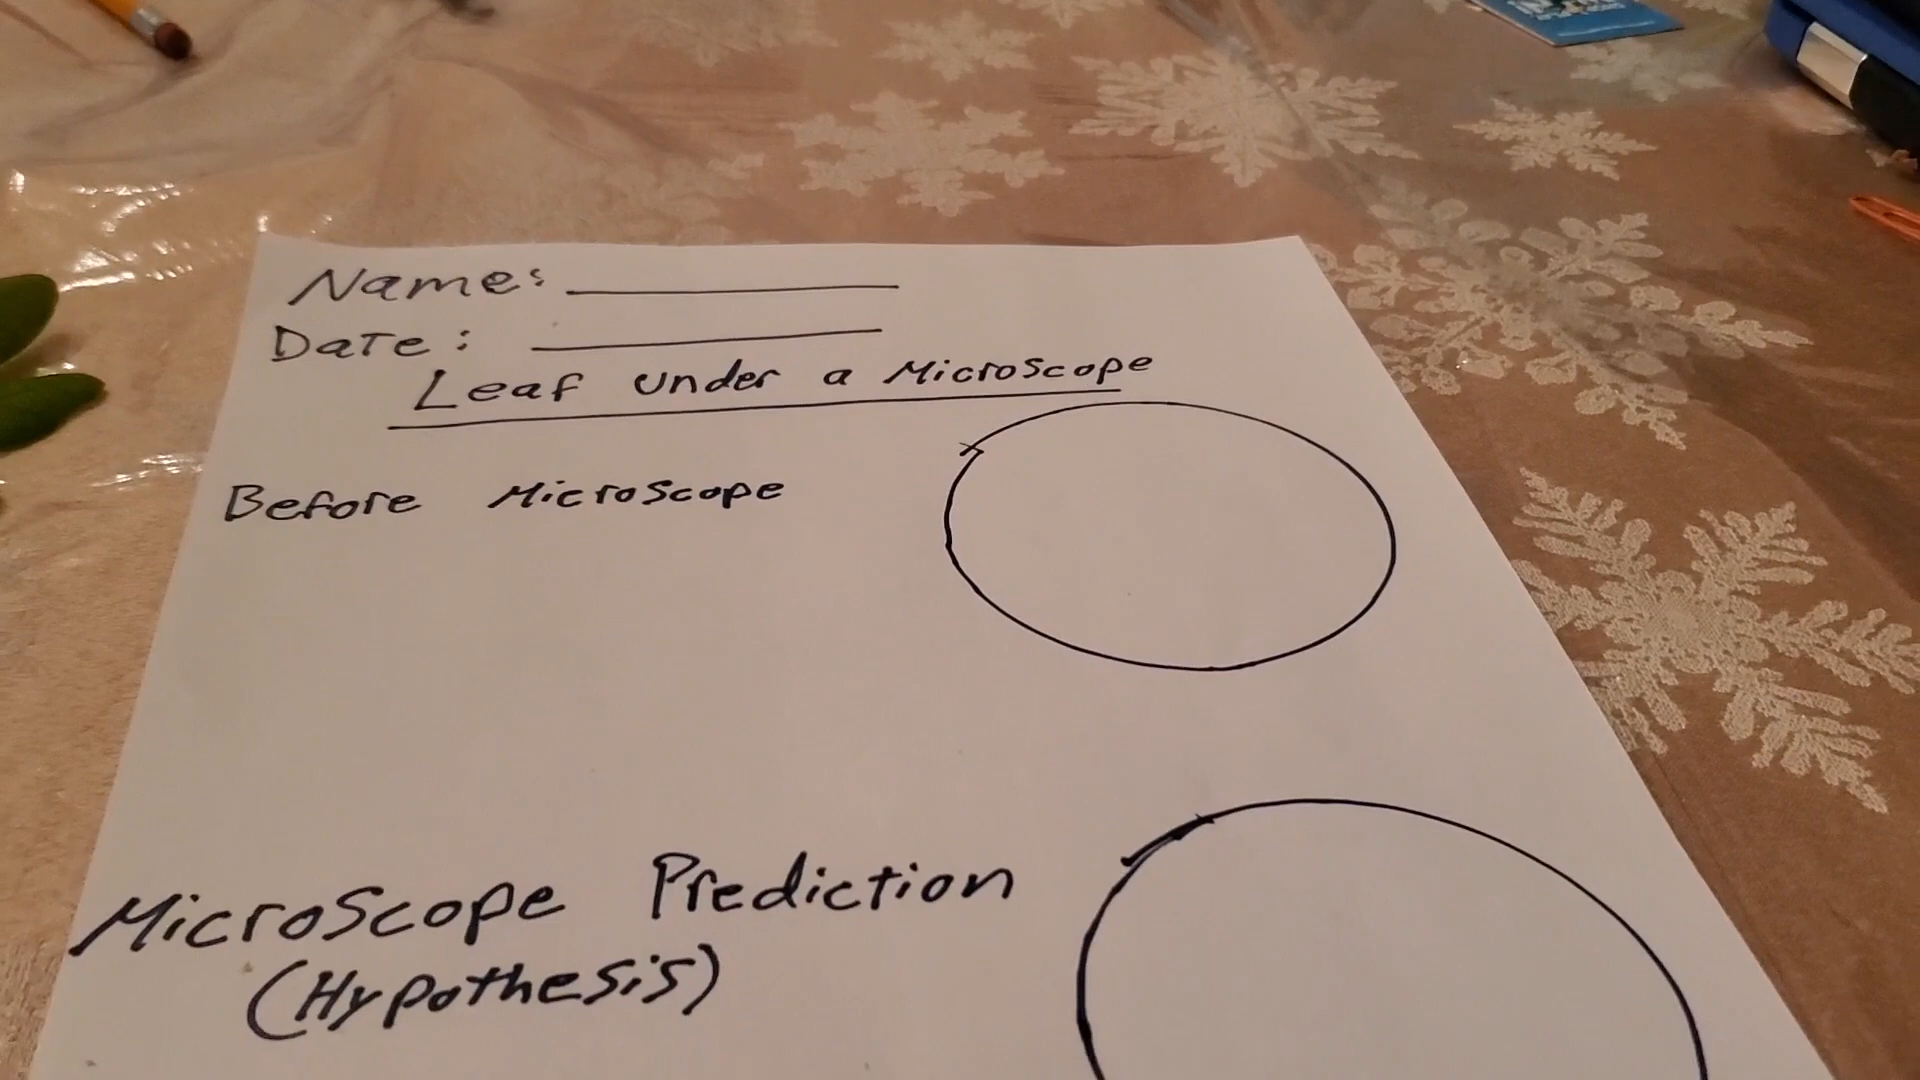 Name:
Date:
Leaf under a Microscope
Before Microscope
Microscope Prediction
(Hypothesis)